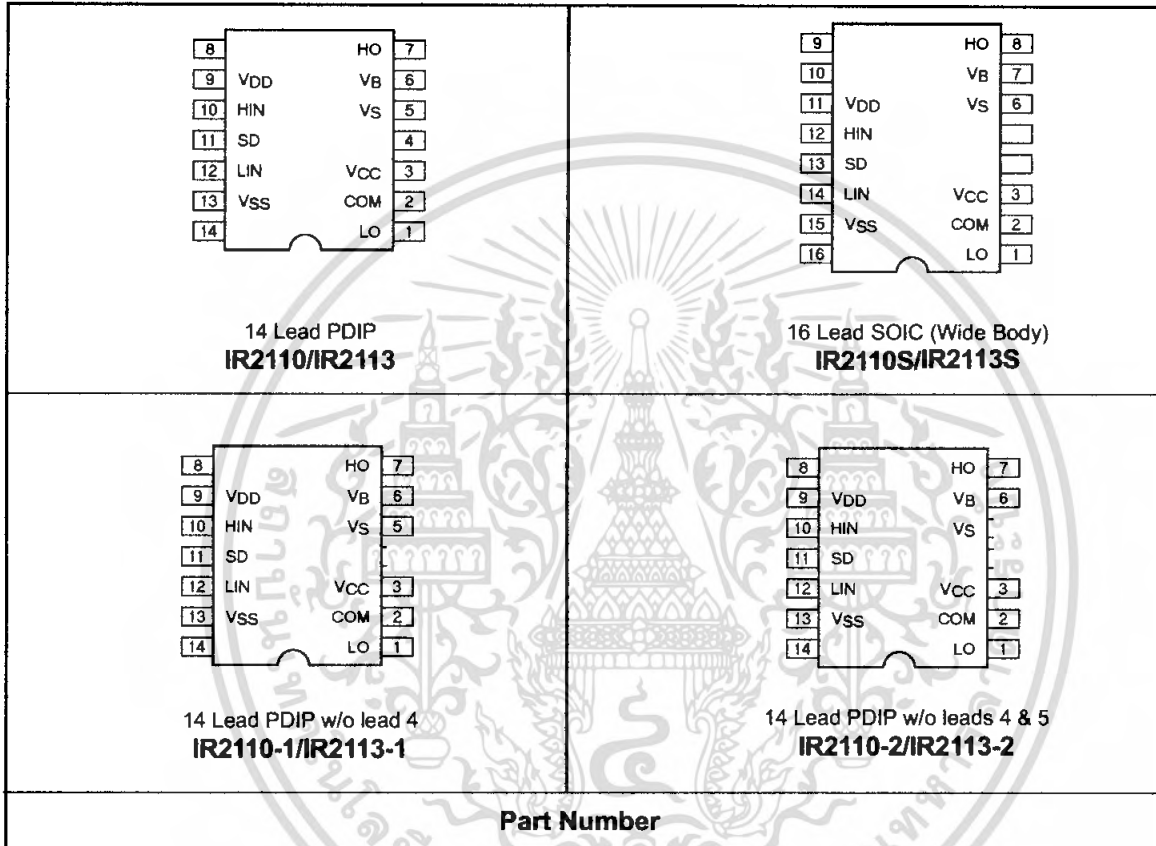 8 HO 7
9 VDD VB 6
10 HIN VS 5
11 SD 4
12 LIN VCC 3
13 VSS COM 2
14 LO 1
14 Lead PDIP
IR2110/IR2113
9 HO 8
10 VB 7
11 VDD VS 6
12 HIN
13 SD
14 LIN VCC 3
15 VSS COM 2
16 LO 1
16 Lead SOIC (Wide Body)
IR2110S/IR2113S
8 HO 7
9 VDD VB 6
10 HIN VS 5
11 SD
12 LIN VCC 3
13 VSS COM 2
14 LO 1
14 Lead PDIP w/o lead 4
IR2110-1/IR2113-1
8 HO 7
9 VDD VB 6
10 HIN VS
11 SD
12 LIN VCC 3
13 VSS COM 2
14 LO 1
14 Lead PDIP w/o leads 4 & 5
IR2110-2/IR2113-2
Part Number